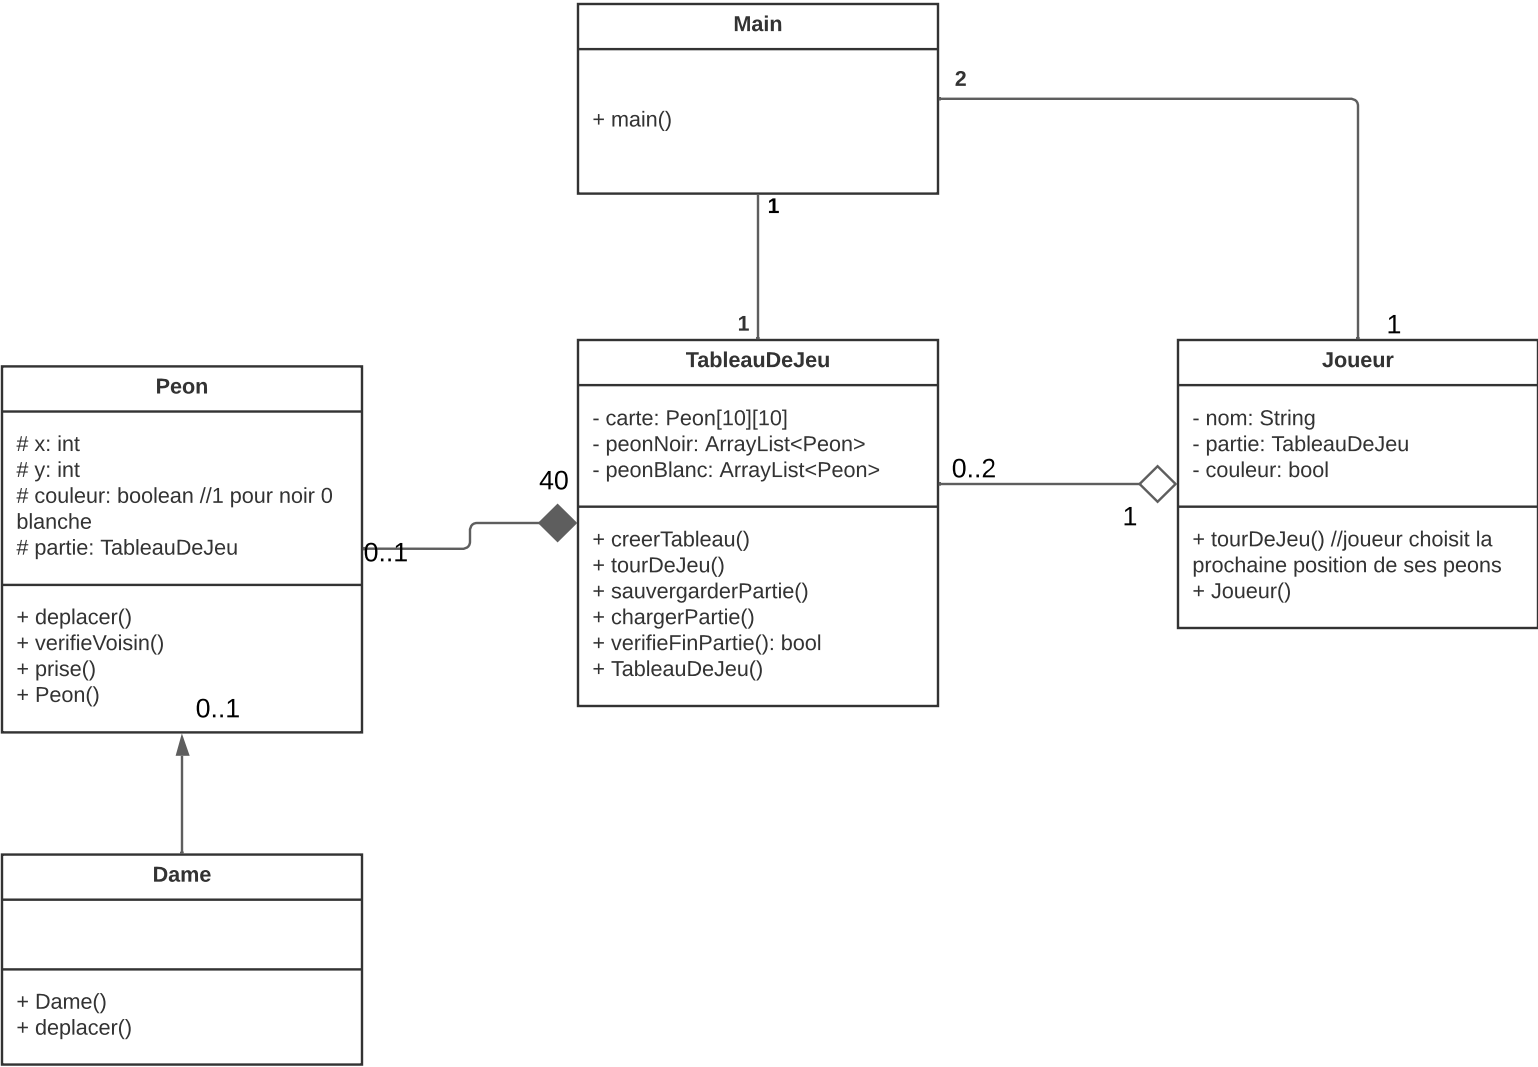 Main
+ main()
2
1
1
1
Peon
# x: int
# y: int
# couleur: boolean //1 pour noir 0
blanche
# partie: TableauDeJeu
+ deplacer()
+ verifieVoisin()
+ prise()
+ Peon()
0..1
0..1
40
TableauDeJeu
- carte: Peon[10][10]
- peonNoir: ArrayList<Peon>
- peonBlanc: ArrayList<Peon>
+ creerTableau()
+ tourDeJeu()
+ sauvergarderPartie()
+ chargerPartie()
+ verifieFinPartie(): bool
+ TableauDeJeu()
0..2
1
Joueur
- nom: String
- partie: TableauDeJeu
- couleur: bool
+ tourDeJeu() //joueur choisit la
prochaine position de ses peons
+ Joueur()
Dame
+ Dame()
+ deplacer()